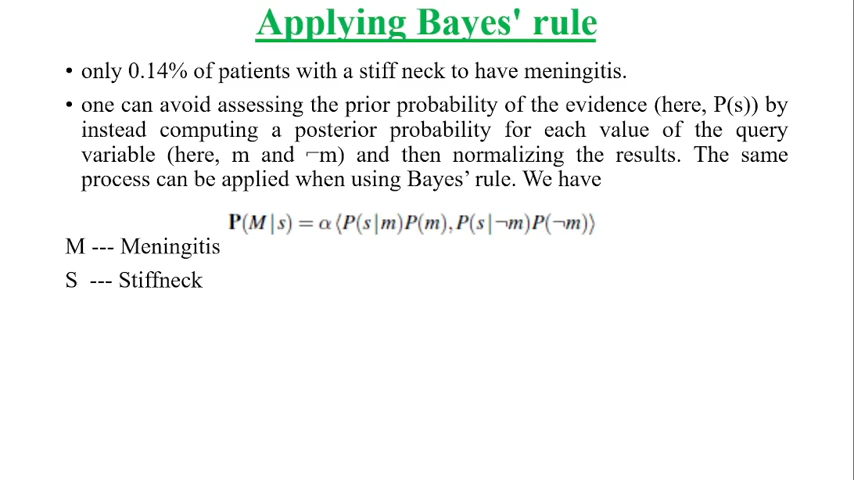 Applying Bayes' rule
• only 0.14% of patients with a stiff neck to have meningitis.
• one can avoid assessing the prior probability of the evidence (here, P(s)) by
instead computing a posterior probability for each value of the query
variable (here, m and ¬m) and then normalizing the results. The same
process can be applied when using Bayes’ rule. We have
P(M|s) = α⟨P(s|m)P(m), P(s|¬m)P(¬m)⟩
M --- Meningitis
S --- Stiffneck